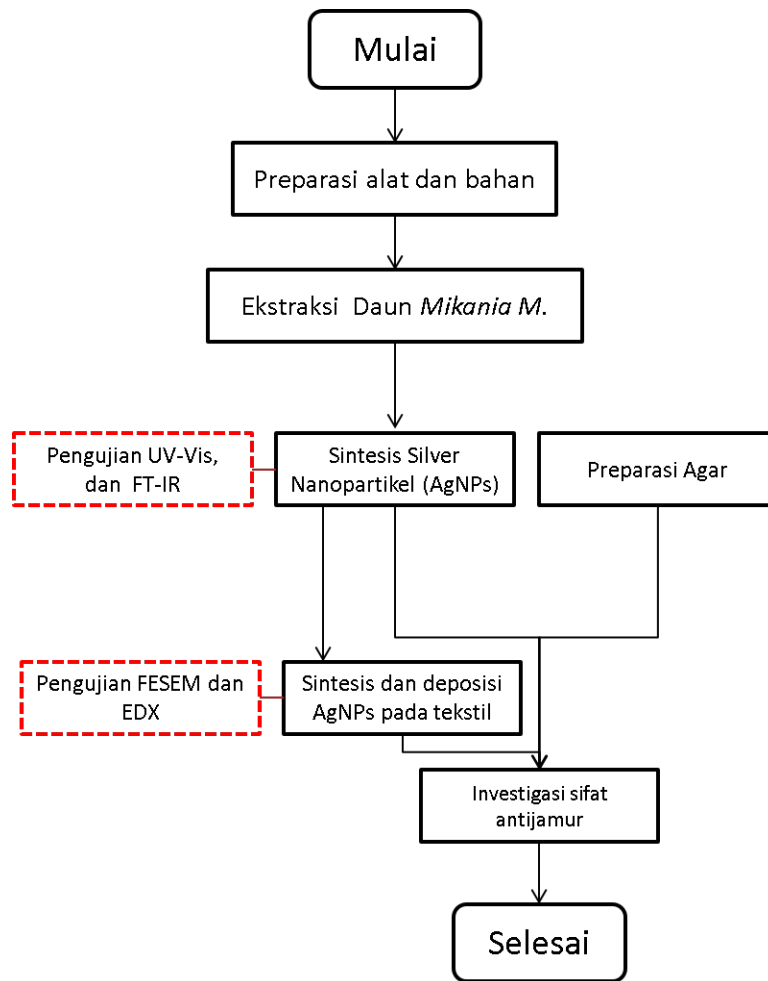 Mulai
Preparasi alat dan bahan
Ekstraksi Daun Mikania M.
Pengujian UV-Vis,
dan FT-IR
Sintesis Silver
Nanopartikel (AgNPs)
Preparasi Agar
Pengujian FESEM dan
EDX
Sintesis dan deposisi
AgNPs pada tekstil
Investigasi sifat
antijamur
Selesai